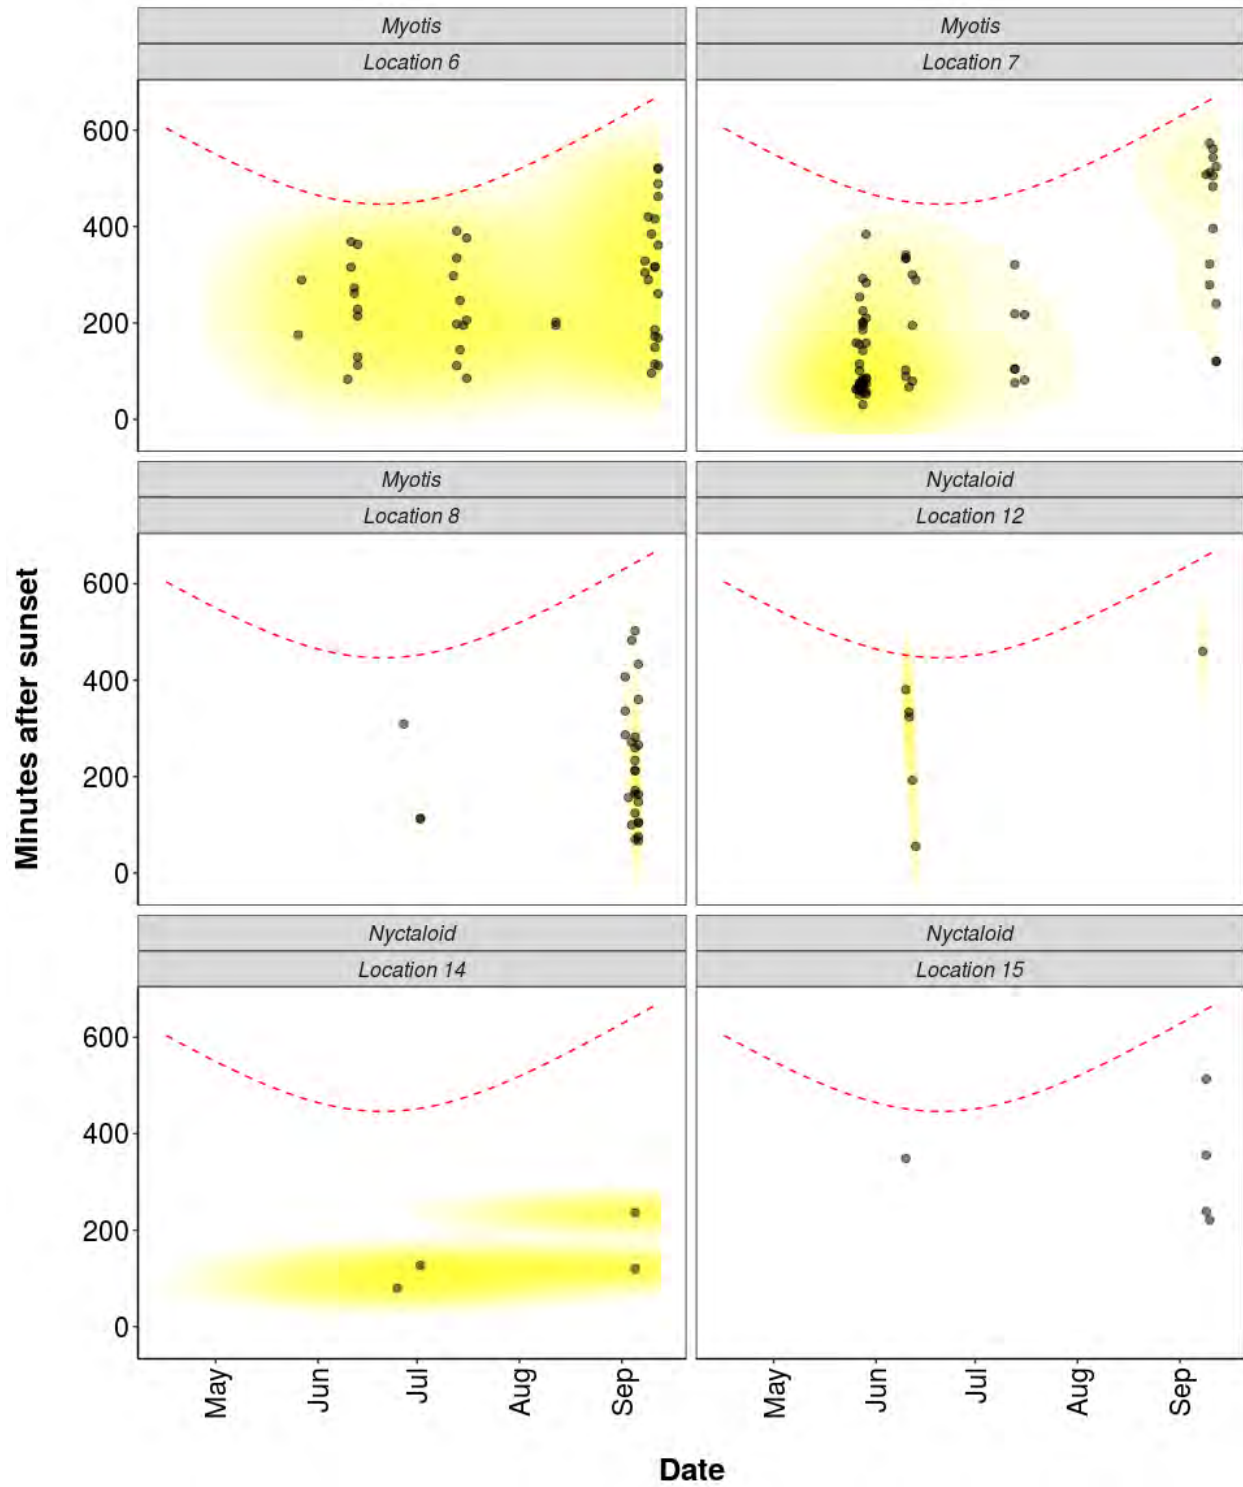 Myotis
Myotis
Location 6
Location 7
600
400
200
0
Myotis
Nyctaloid
Location 8
Location 12
600
400
200
0
Nyctaloid
Nyctaloid
Location 14
Location 15
600
400
200
0
Minutes after sunset
May
Jun
Jul
Aug
Sep
May
Jun
Jul
Aug
Sep
Date